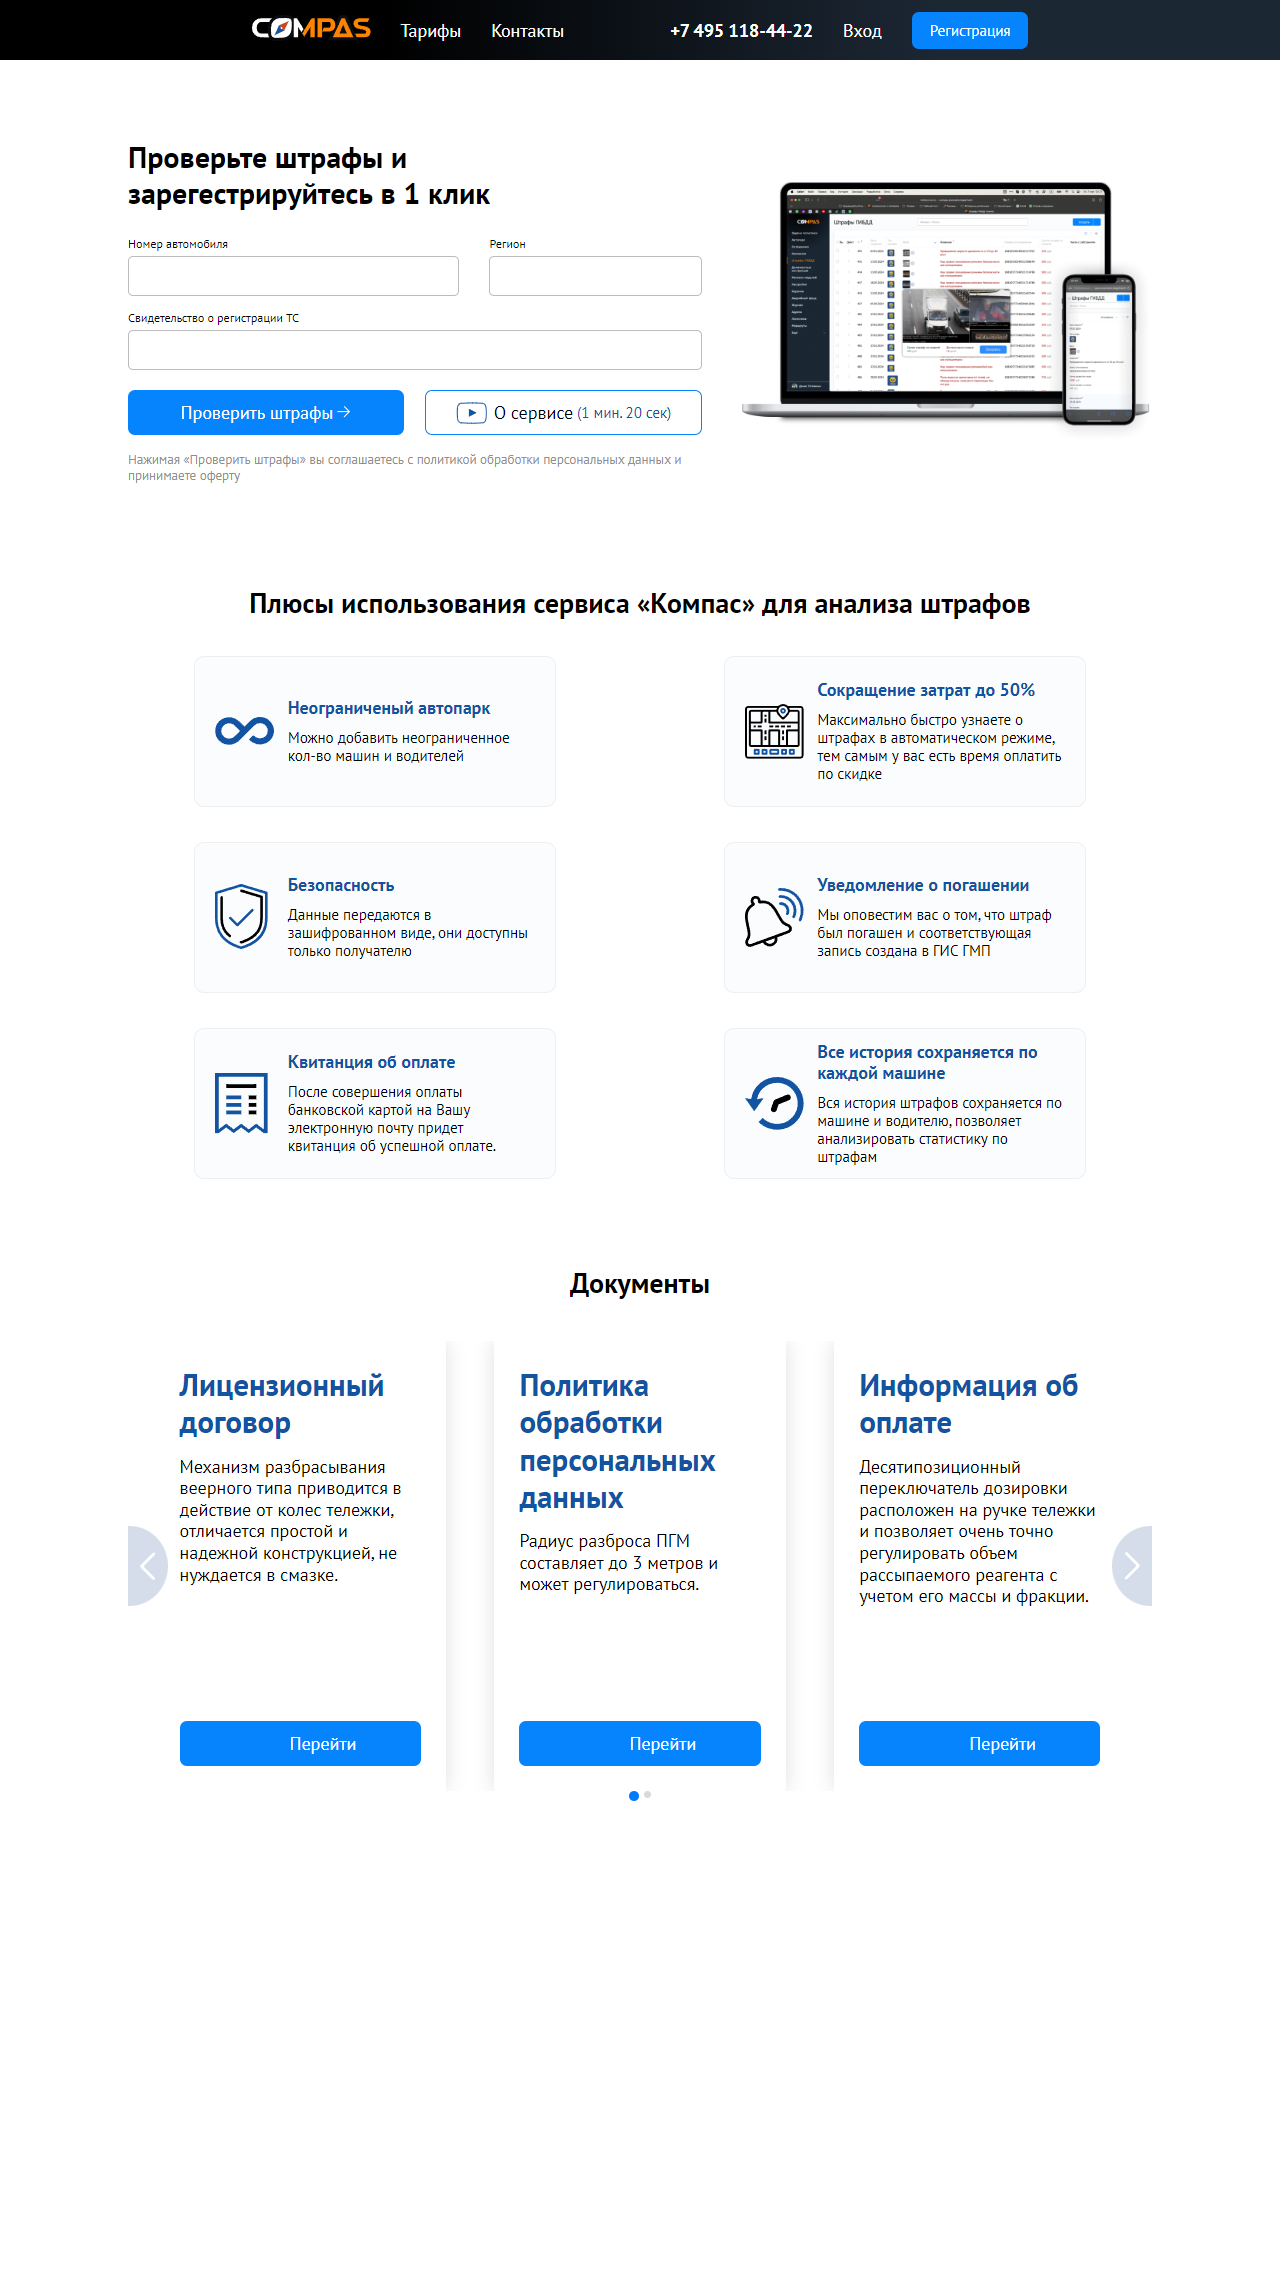 COMPAS Тарифы Контакты +7 495 118-44-22 Вход Регистрация
Проверьте штрафы и
зарегестрируйтесь в 1 клик
Номер автомобиля Регион
Свидетельство о регистрации ТС
Проверить штрафы О сервисе (1 мин. 20 сек)
Нажимая «Проверить штрафы» вы соглашаетесь с политикой обработки персональных данных и
принимаете оферту
COMPAS Штрафы ГИБДД
Штрафы ГИБДД
Плюсы использования сервиса «Компас» для анализа штрафов
Неограниченый автопарк
Можно добавить неограниченное
кол-во машин и водителей
Сокращение затрат до 50%
Максимально быстро узнаете о
штрафах в автоматическом режиме,
тем самым у вас есть время оплатить
по скидке
Безопасность
Данные передаются в
зашифрованном виде, они доступны
только получателю
Уведомление о погашении
Мы оповестим вас о том, что штраф
был погашен и соответствующая
запись создана в ГИС ГМП
Квитанция об оплате
После совершения оплаты
банковской картой на Вашу
электронную почту придет
квитанция об успешной оплате.
Все история сохраняется по
каждой машине
Вся история штрафов сохраняется по
машине и водителю, позволяет
анализировать статистику по
штрафам
Документы
Лицензионный
договор
Механизм разбрасывания
веерного типа приводится в
действие от колес тележки,
отличается простой и
надежной конструкцией, не
нуждается в смазке.
Перейти
Политика
обработки
персональных
данных
Радиус разброса ПГМ
составляет до 3 метров и
может регулироваться.
Перейти
Информация об
оплате
Десятипозиционный
переключатель дозировки
расположен на ручке тележки
и позволяет очень точно
регулировать объем
рассыпаемого реагента с
учетом его массы и фракции.
Перейти